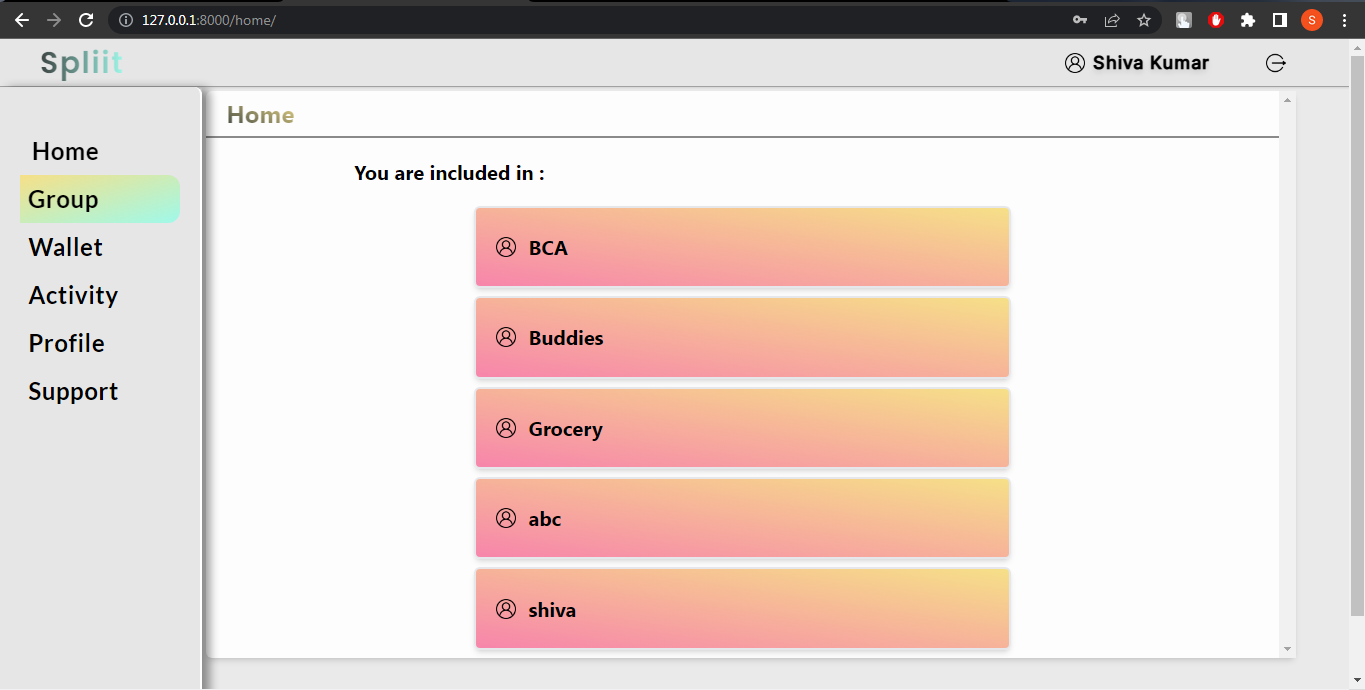 127.0.0.1:8000/home/
S
Spliit
Shiva Kumar
Home
Home
Group
Wallet
Activity
Profile
Support
You are included in :
BCA
Buddies
Grocery
abc
shiva